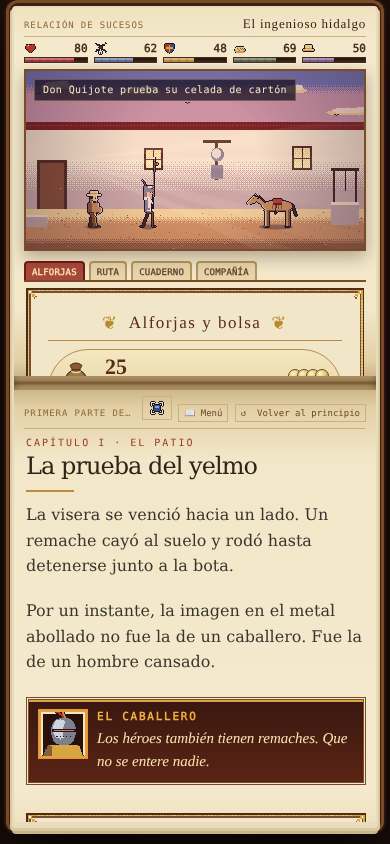 RELACIÓN DE SUCESOS
El ingenioso hidalgo
80 62 48 69 50
Don Quijote prueba su celada de cartón
ALFORJAS RUTA CUADERNO COMPAÑÍA
❦ Alforjas y bolsa ❦
25
PRIMERA PARTE DE… Menú ↺ Volver al principio
CAPÍTULO I · EL PATIO
La prueba del yelmo
La visera se venció hacia un lado. Un
remache cayó al suelo y rodó hasta
detenerse junto a la bota.
Por un instante, la imagen en el metal
abollado no fue la de un caballero. Fue la
de un hombre cansado.
EL CABALLERO
Los héroes también tienen remaches. Que
no se entere nadie.